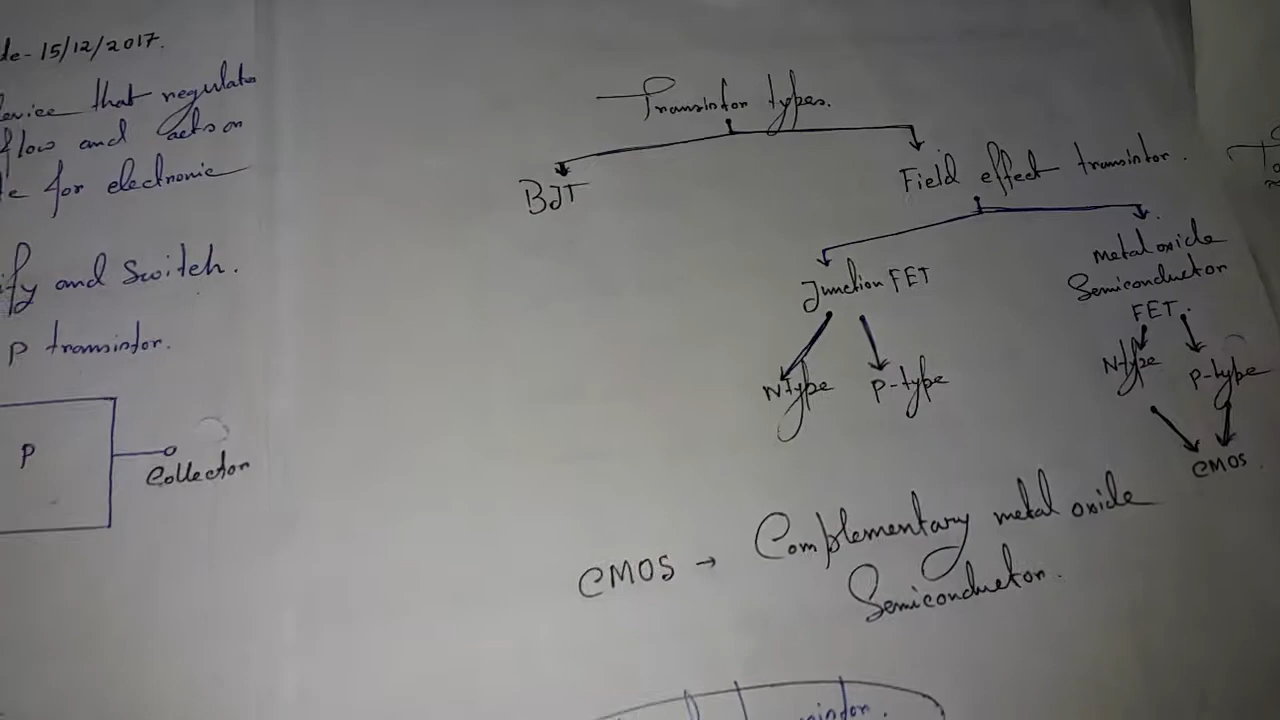 de - 15/12/2017.
device that regulates
flow and acts on
for electronic
ify and switch.
P transistor.
P
Collector
Transistor types.
BJT
Field effect transistor.
Junction FET
Metal oxide
Semiconductor
FET.
N type
P-type
N type
P-type
CMOS
CMOS → Complementary metal oxide
Semiconductor.